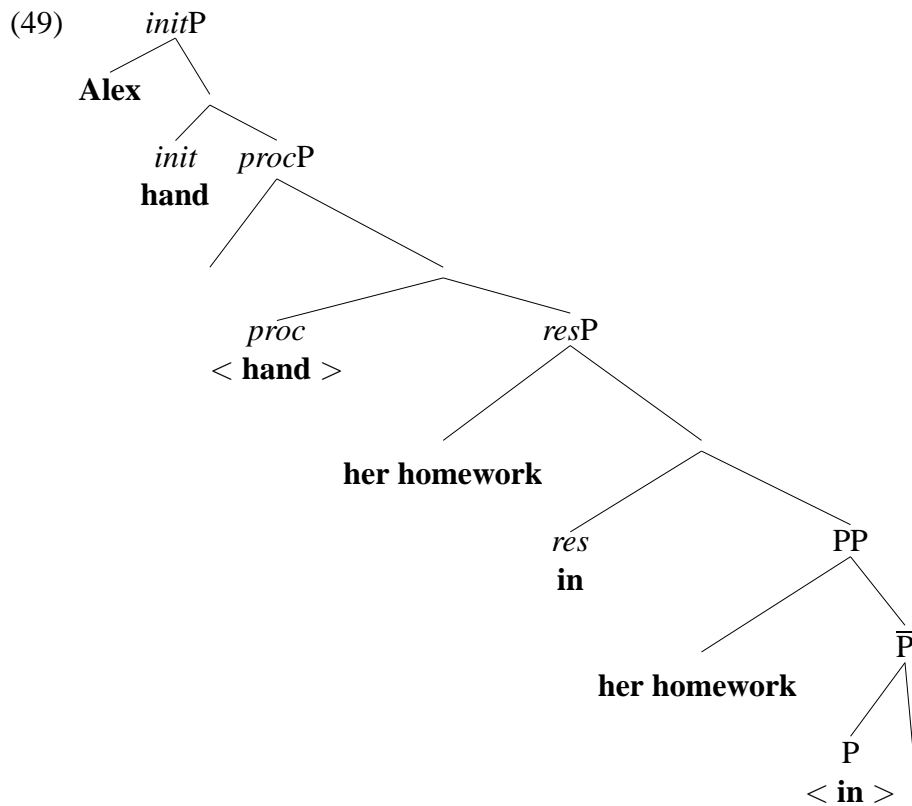 (49) initP
Alex
init procP
hand
proc resP
< hand >
her homework
res PP
in
P̅
her homework
P
< in >